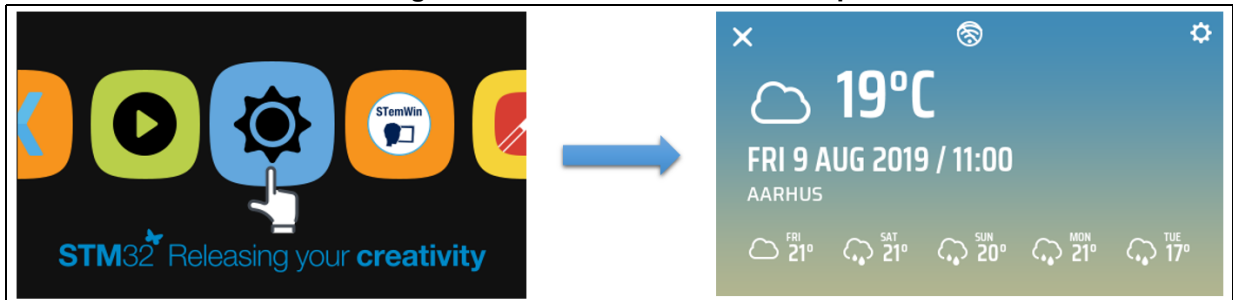 STemWin
STM32 Releasing your creativity
19°C
FRI 9 AUG 2019 / 11:00
AARHUS
FRI SAT SUN MON TUE
21° 21° 20° 21° 17°